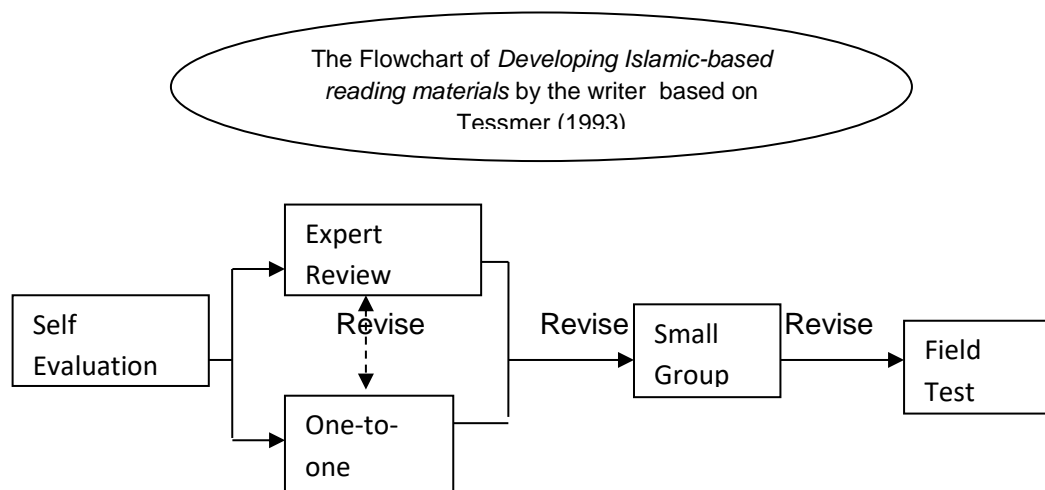 The Flowchart of Developing Islamic-based
reading materials by the writer based on
Tessmer (1993)
Expert
Review
Self
Evaluation
Revise
One-to-
one
Revise
Small
Group
Revise
Field
Test